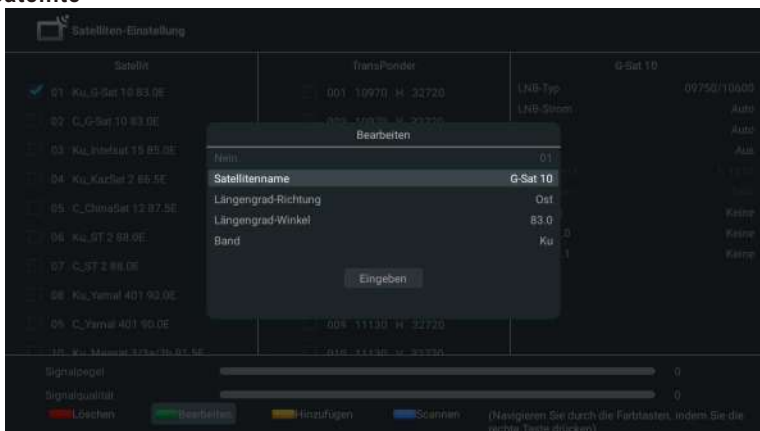 Satelliten-Einstellung
Satellit
TransPonder
G-Sat 10
01 Ku_G-Sat 10 83.0E
02 C_G-Sat 10 83.0E
03 Ku_Intelsat 15 85.0E
04 Ku_KazSat 2 86.5E
05 C_ChinaSat 12 87.5E
06 Ku_ST 2 88.0E
07 C_ST 2 88.0E
08 Ku_Yamal 401 90.0E
09 C_Yamal 401 90.0E
001 10970 H 32720
009 11130 H 32720
LNB-Typ 09750/10600
LNB-Strom Auto
Auto
Aus
Keine
Keine
Keine
Bearbeiten
Nein 01
Satellitenname G-Sat 10
Längengrad-Richtung Ost
Längengrad-Winkel 83.0
Band Ku
Eingeben
Signalpegel 0
Signalqualität 0
Löschen Bearbeiten Hinzufügen Scannen
(Navigieren Sie durch die Farbtasten, indem Sie die
rechte Taste drücken)